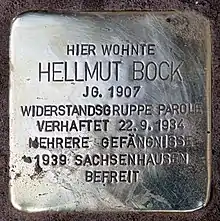 HIER WOHNTE
HELLMUT BOCK
JG. 1907
WIDERSTANDSGRUPPE PAROLE
VERHAFTET 22.9.1934
MEHRERE GEFÄNGNISSE
1939 SACHSENHAUSEN
BEFREIT